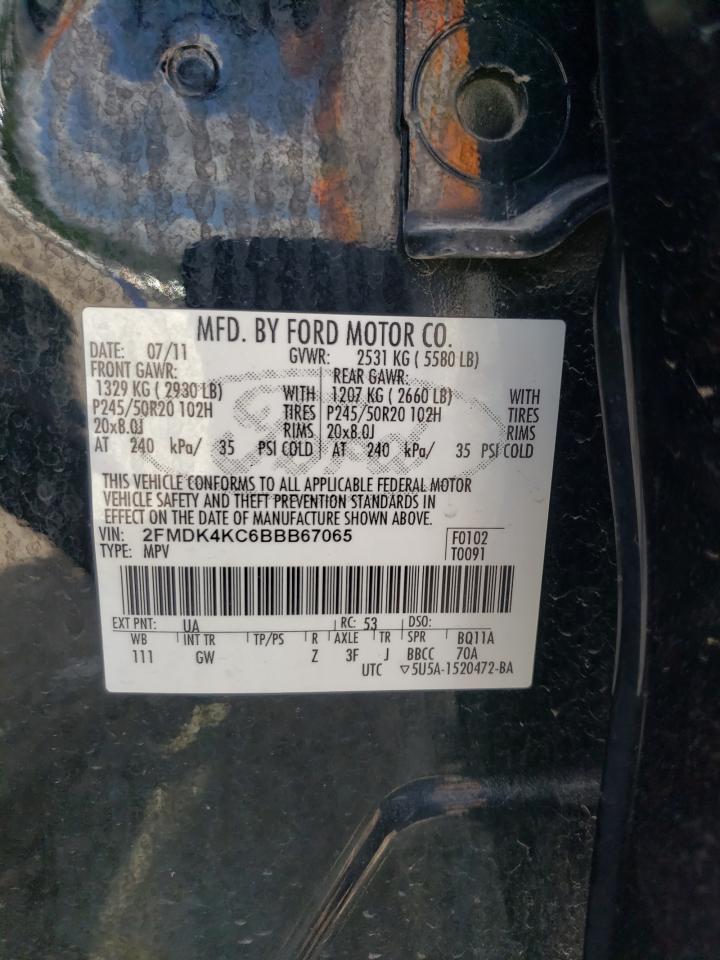 MFD. BY FORD MOTOR CO.
DATE: 07/11 GVWR: 2531 KG ( 5580 LB)
FRONT GAWR: REAR GAWR:
1329 KG ( 2930 LB) WITH 1207 KG ( 2660 LB) WITH
P245/50R20 102H TIRES P245/50R20 102H TIRES
20x8.0J RIMS 20x8.0J RIMS
AT 240 kPa/ 35 PSI COLD AT 240 kPa/ 35 PSI COLD
Ford
THIS VEHICLE CONFORMS TO ALL APPLICABLE FEDERAL MOTOR
VEHICLE SAFETY AND THEFT PREVENTION STANDARDS IN
EFFECT ON THE DATE OF MANUFACTURE SHOWN ABOVE.
VIN: 2FMDK4KC6BBB67065 F0102
TYPE: MPV T0091
EXT PNT: UA RC: 53 DSO:
WB INT TR TP/PS R AXLE TR SPR BQ11A
111 GW Z 3F J BBCC 70A
UTC ▽5U5A-1520472-BA